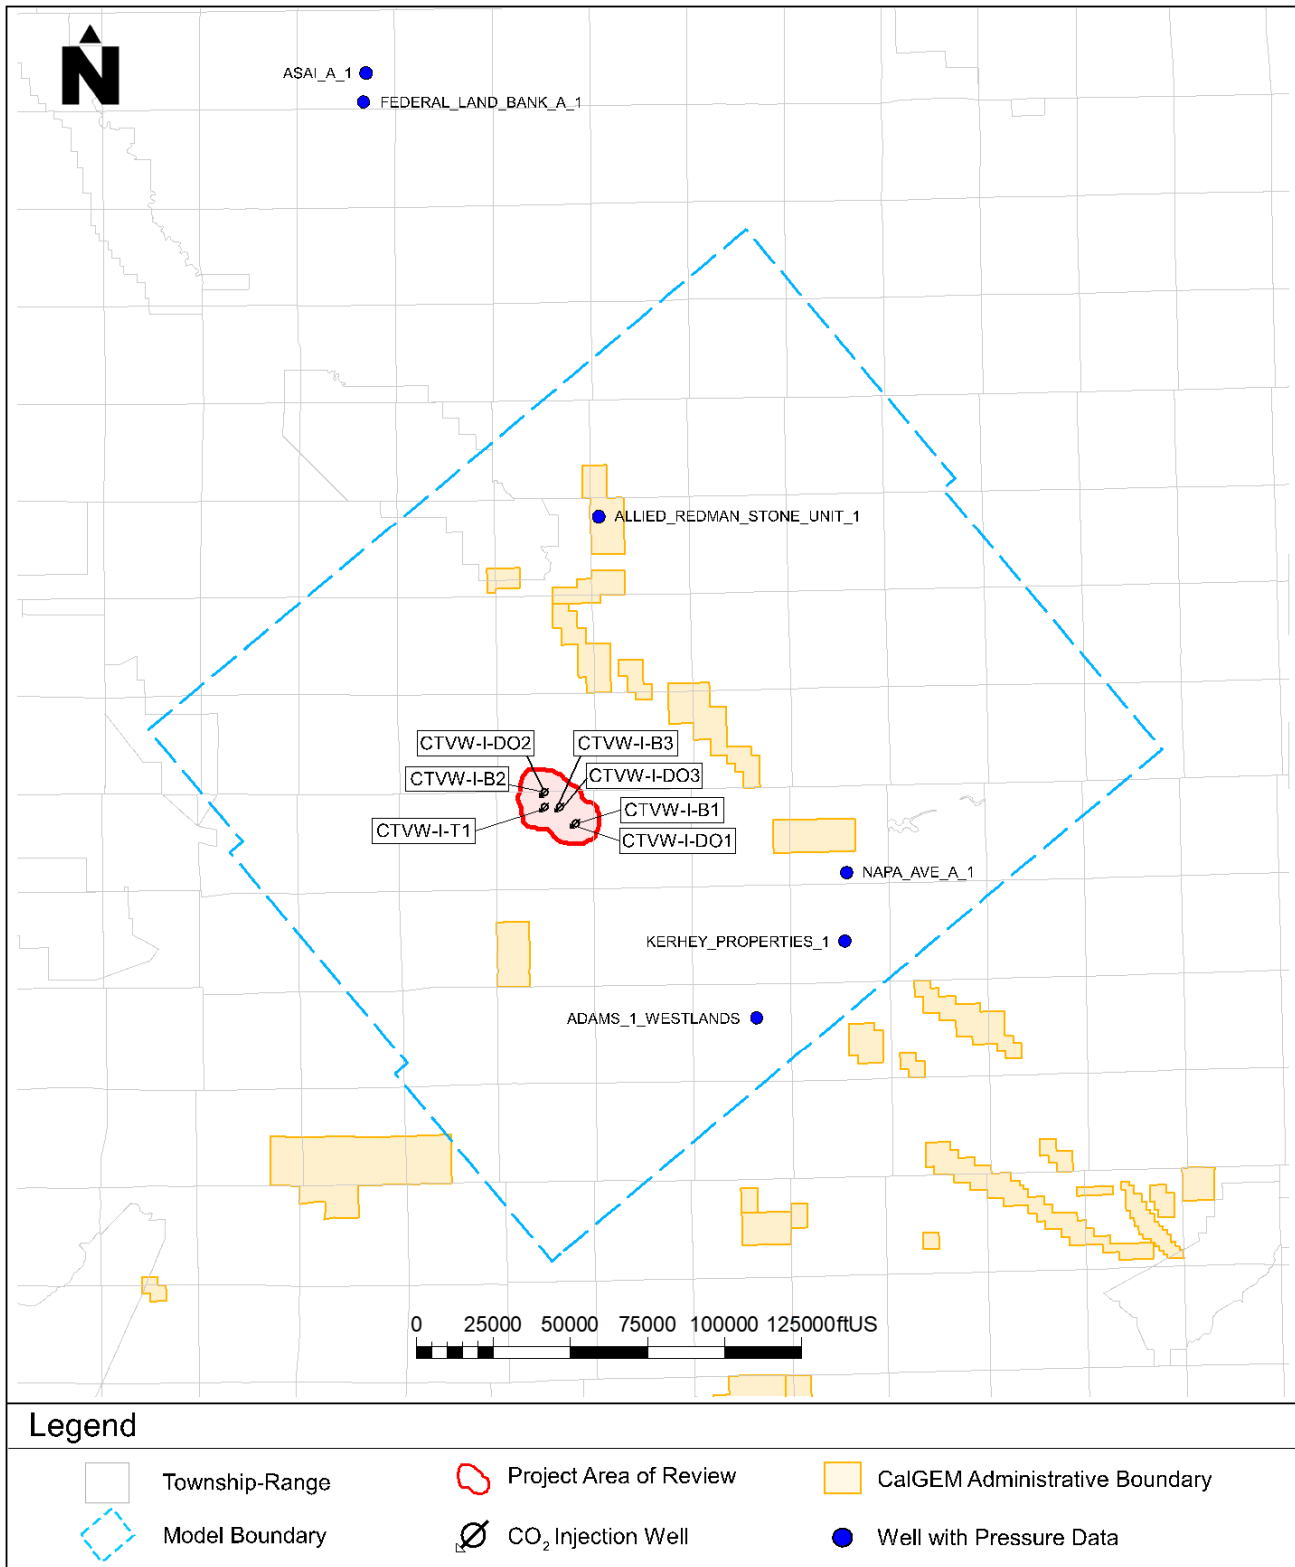 N
ASAI_A_1
FEDERAL_LAND_BANK_A_1
ALLIED_REDMAN_STONE_UNIT_1
CTVW-I-DO2
CTVW-I-B3
CTVW-I-B2
CTVW-I-DO3
CTVW-I-B1
CTVW-I-T1
CTVW-I-DO1
NAPA_AVE_A_1
KERHEY_PROPERTIES_1
ADAMS_1_WESTLANDS
0 25000 50000 75000 100000 125000ftUS
Legend
Township-Range
Project Area of Review
CalGEM Administrative Boundary
Model Boundary
CO₂ Injection Well
Well with Pressure Data